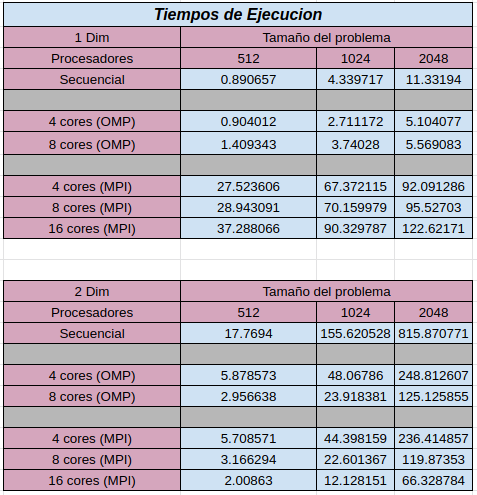 Tiempos de Ejecucion
1 Dim Tamaño del problema
Procesadores 512 1024 2048
Secuencial 0.890657 4.339717 11.33194
4 cores (OMP) 0.904012 2.711172 5.104077
8 cores (OMP) 1.409343 3.74028 5.569083
4 cores (MPI) 27.523606 67.372115 92.091286
8 cores (MPI) 28.943091 70.159979 95.52703
16 cores (MPI) 37.288066 90.329787 122.62171
2 Dim Tamaño del problema
Procesadores 512 1024 2048
Secuencial 17.7694 155.620528 815.870771
4 cores (OMP) 5.878573 48.06786 248.812607
8 cores (OMP) 2.956638 23.918381 125.125855
4 cores (MPI) 5.708571 44.398159 236.414857
8 cores (MPI) 3.166294 22.601367 119.87353
16 cores (MPI) 2.00863 12.128151 66.328784